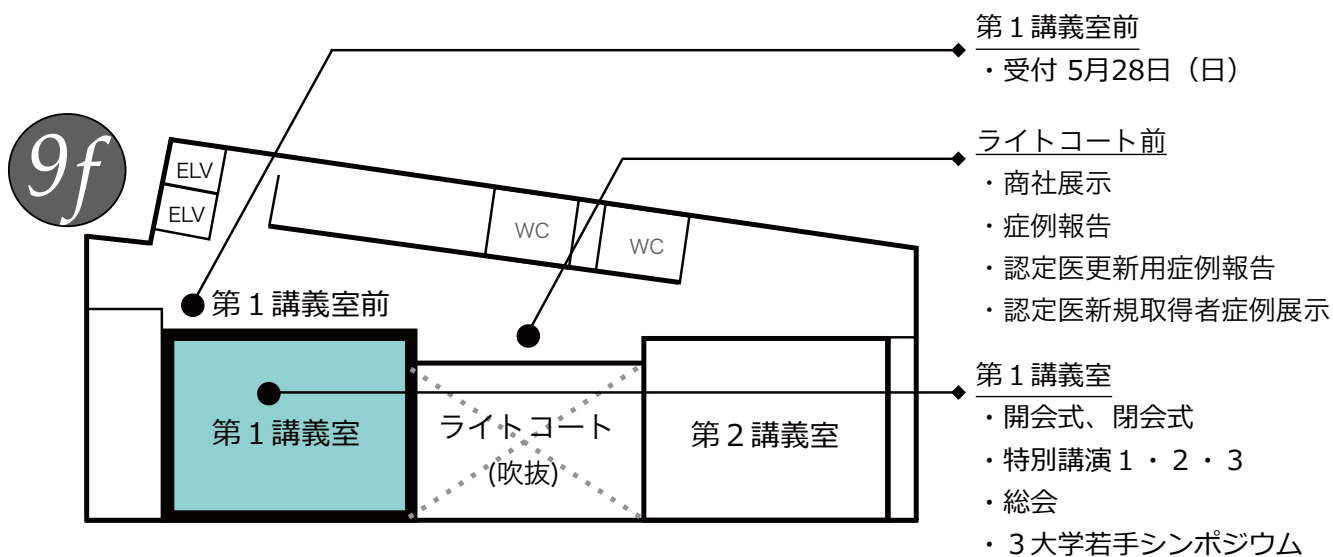 第１講義室前
・受付 5月28日（日）
ライトコート前
・商社展示
・症例報告
・認定医更新用症例報告
・認定医新規取得者症例展示
第１講義室
・開会式、閉会式
・特別講演１・２・３
・総会
・３大学若手シンポジウム
9f
ELV
ELV
WC
WC
第１講義室前
第１講義室
ライトコート
(吹抜)
第２講義室